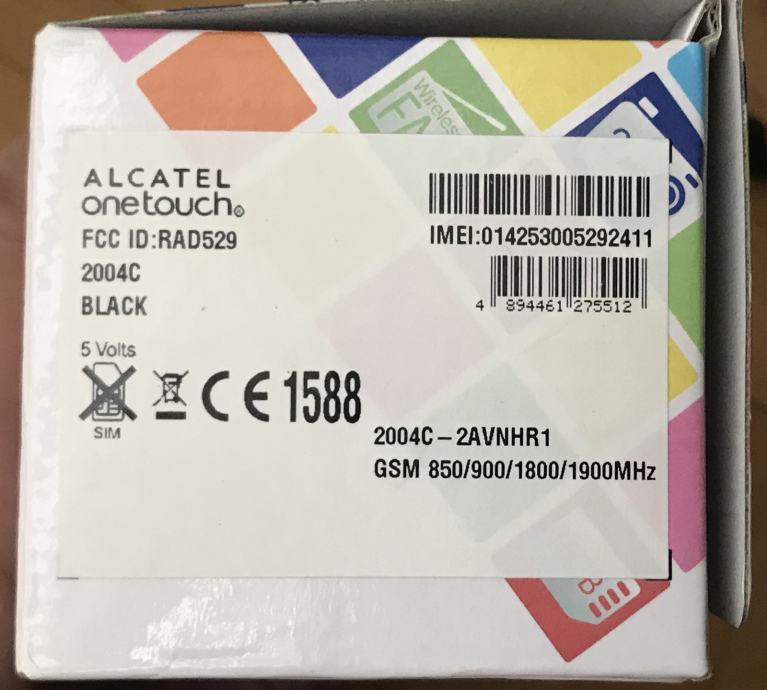 Wireless
ALCATEL
onetouch®
FCC ID:RAD529
2004C
BLACK
IMEI:014253005292411
4 894461 275512
5 Volts
SIM
CE 1588
2004C-2AVNHR1
GSM 850/900/1800/1900MHz